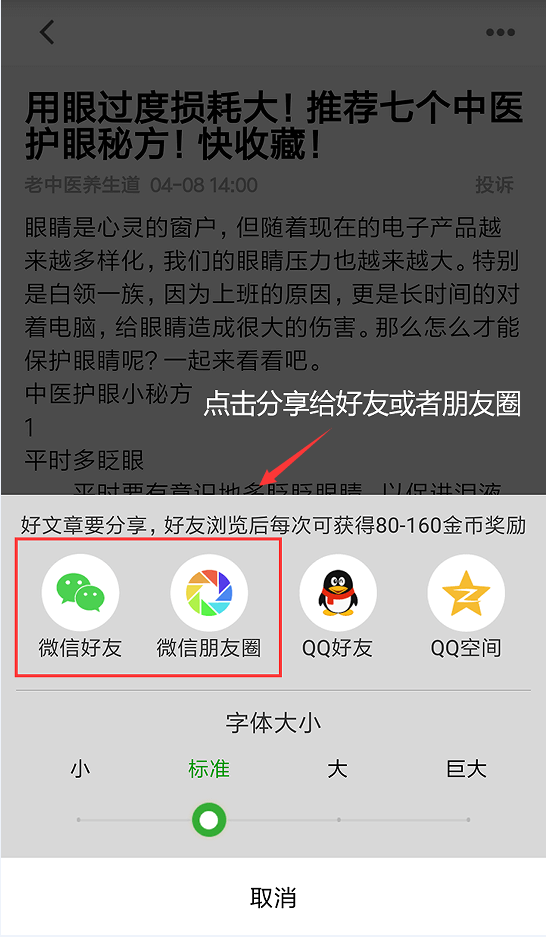 用眼过度损耗大！推荐七个中医
护眼秘方！快收藏！
老中医养生道 04-08 14:00 投诉
眼睛是心灵的窗户，但随着现在的电子产品越
来越多样化，我们的眼睛压力也越来越大。特别
是白领一族，因为上班的原因，更是长时间的对
着电脑，给眼睛造成很大的伤害。那么怎么才能
保护眼睛呢？一起来看看吧。
中医护眼小秘方
点击分享给好友或者朋友圈
1
平时多眨眼
平时要有意识地多眨眨眼睛，以促进泪液
好文章要分享，好友浏览后每次可获得80-160金币奖励
微信好友 微信朋友圈 QQ好友 QQ空间
字体大小
小 标准 大 巨大
取消